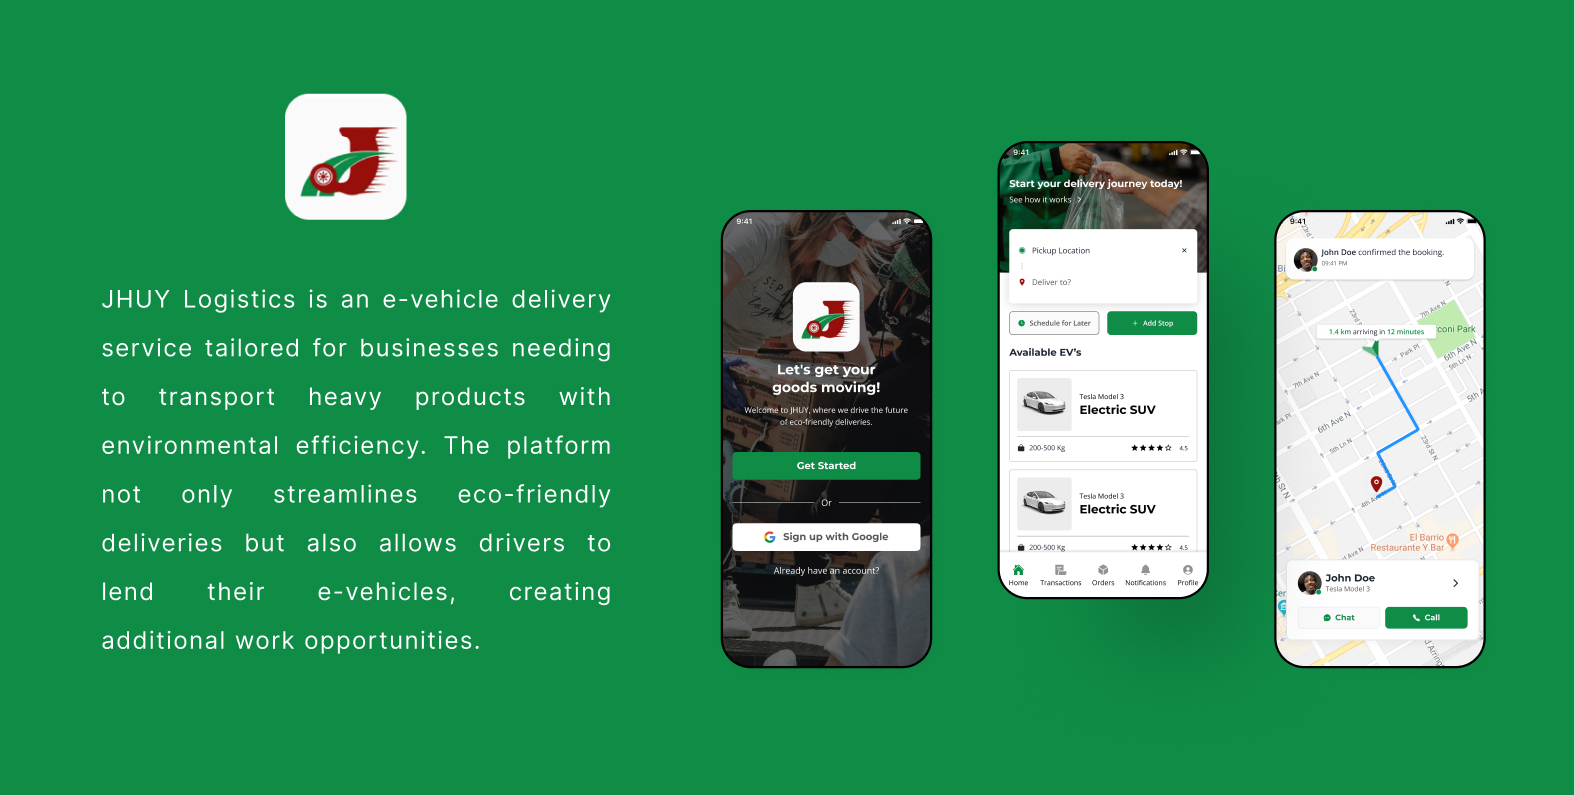 JHUY Logistics is an e-vehicle delivery
service tailored for businesses needing
to transport heavy products with
environmental efficiency. The platform
not only streamlines eco-friendly
deliveries but also allows drivers to
lend their e-vehicles, creating
additional work opportunities.
9:41
Let's get your
goods moving!
Welcome to JHUY, where we drive the future
of eco-friendly deliveries.
Get Started
Or
Sign up with Google
Already have an account?
9:41
Start your delivery journey today!
See how it works
Pickup Location
Deliver to?
Schedule for Later
Add Stop
Available EV's
Tesla Model 3
Electric SUV
200-500 Kg
4.5
Tesla Model 3
Electric SUV
200-500 Kg
4.5
Home Transactions Orders Notifications Profile
9:41
John Doe confirmed the booking.
09:41 PM
1.4 km arriving in 12 minutes
coni Park
Park Pl
5th Ln N
7th Ave N
6th Ave N
5th Ln N
23rd St N
4th A
El Barrio
Restaurante Y Bar
John Doe
Tesla Model 3
Chat
Call